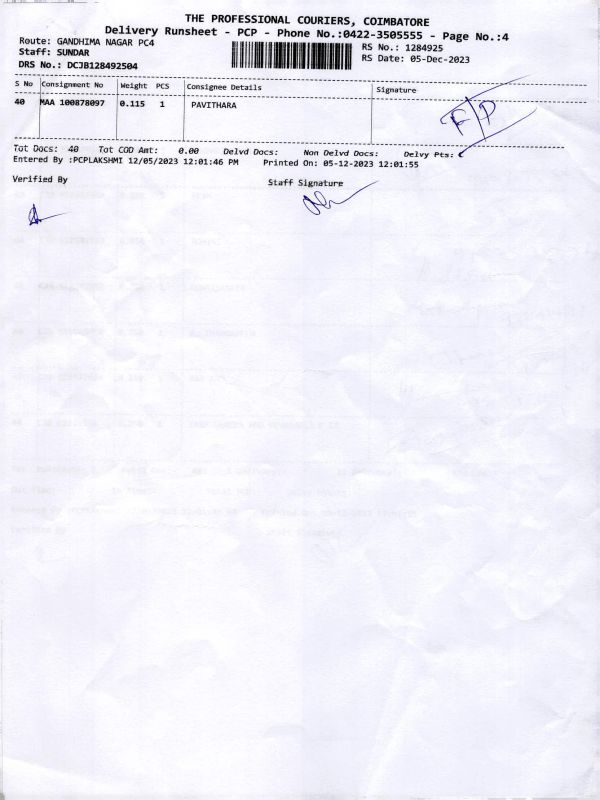 THE PROFESSIONAL COURIERS, COIMBATORE
Delivery Runsheet - PCP - Phone No.:0422-3505555 - Page No.:4
Route: GANDHIMA NAGAR PC4
RS No.: 1284925
Staff: SUNDAR
RS Date: 05-Dec-2023
DRS No.: DCJB128492504
S No Consignment No Weight PCS Consignee Details Signature
40 MAA 100878097 0.115 1 PAVITHARA F/P
Tot Docs: 40 Tot COD Amt: 0.00 Delvd Docs: Non Delvd Docs: Delvy Pts:
Entered By :PCPLAKSHMI 12/05/2023 12:01:46 PM Printed On: 05-12-2023 12:01:55
Verified By Staff Signature